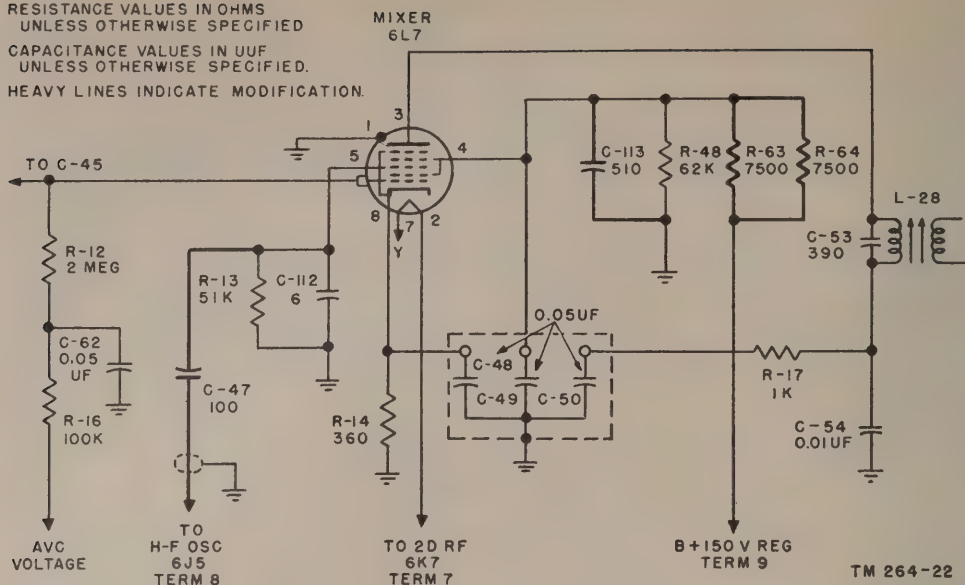 RESISTANCE VALUES IN OHMS
UNLESS OTHERWISE SPECIFIED
CAPACITANCE VALUES IN UUF
UNLESS OTHERWISE SPECIFIED.
HEAVY LINES INDICATE MODIFICATION.
MIXER
6L7
1
3
5
4
8
7
2
Y
TO C-45
R-12
2 MEG
C-62
0.05
UF
R-16
100K
AVC
VOLTAGE
R-13
51K
C-112
6
C-47
100
TO
H-F OSC
6J5
TERM 8
R-14
360
TO 2D RF
6K7
TERM 7
0.05UF
C-48
C-49
C-50
C-113
510
R-48
62K
R-63
7500
R-64
7500
L-28
C-53
390
R-17
1K
C-54
0.01UF
B+150 V REG
TERM 9
TM 264-22